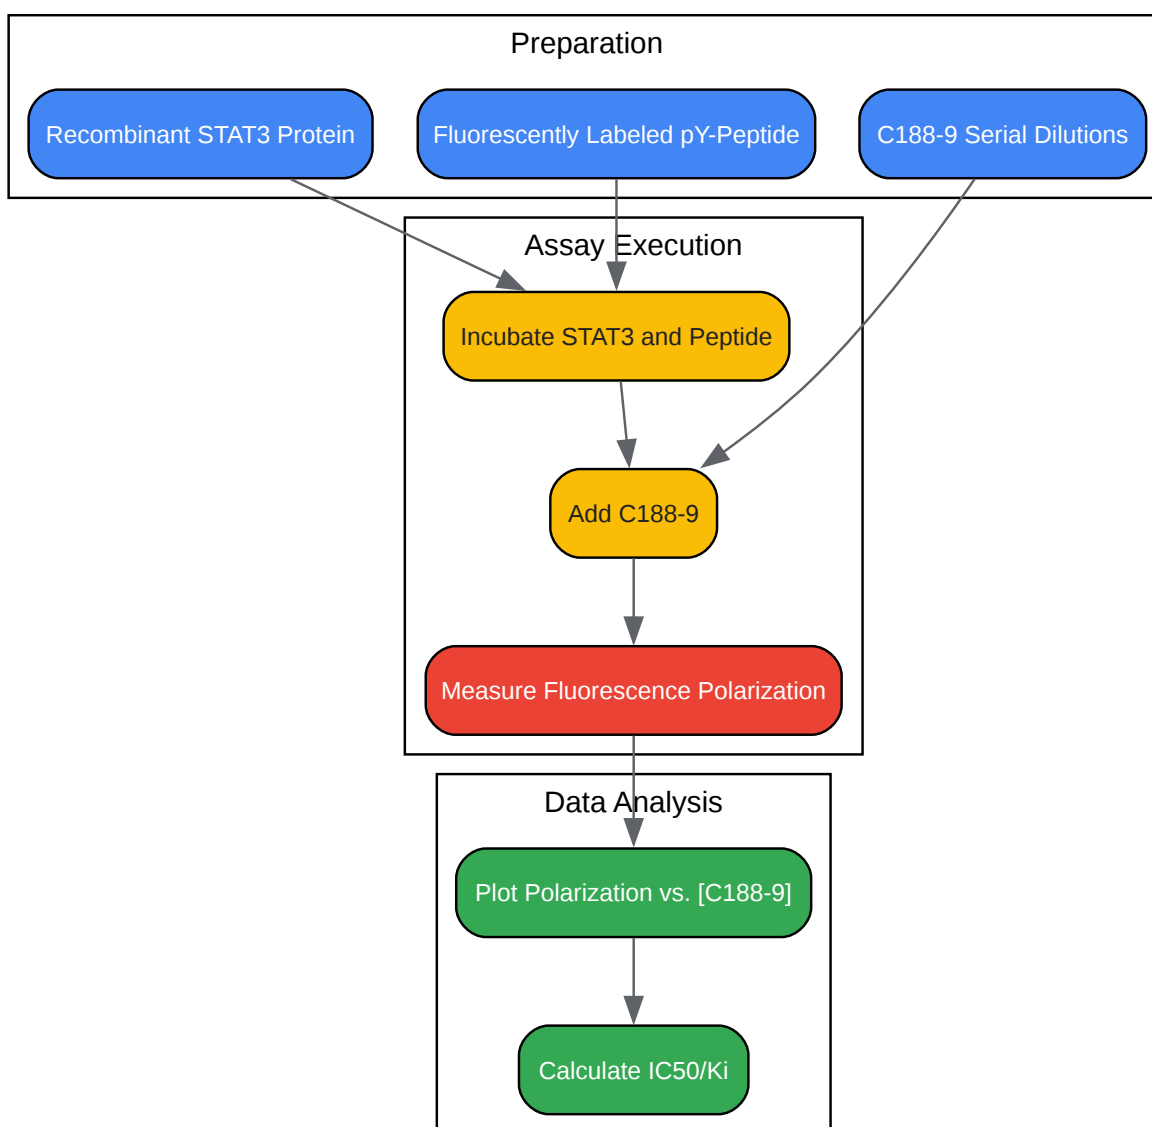 Preparation
Recombinant STAT3 Protein
Fluorescently Labeled pY-Peptide
C188-9 Serial Dilutions
Assay Execution
Incubate STAT3 and Peptide
Add C188-9
Measure Fluorescence Polarization
Data Analysis
Plot Polarization vs. [C188-9]
Calculate IC50/Ki